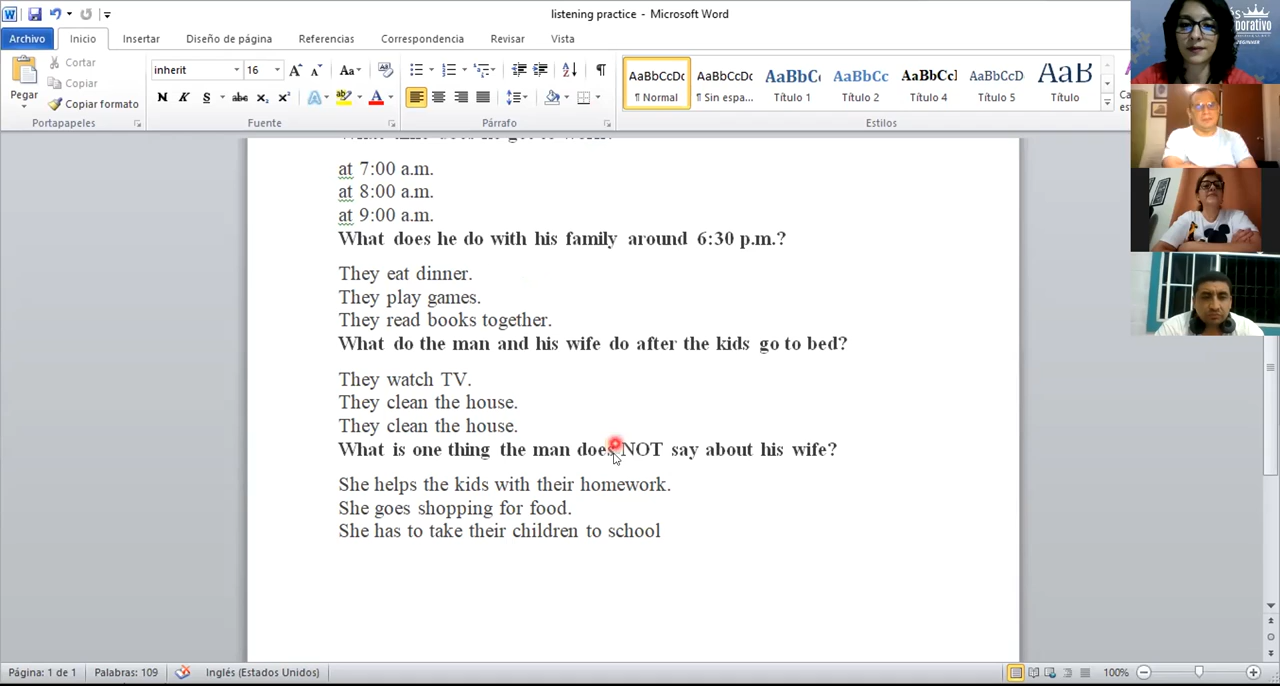 listening practice - Microsoft Word
Archivo Inicio Insertar Diseño de página Referencias Correspondencia Revisar Vista
Pegar
Cortar
Copiar
Copiar formato
Portapapeles
inherit 16
Fuente
Párrafo
AaBbCcDc AaBbCcDc AaBbC AaBbCc AaBbCcI AaBbCcD AaB
¶ Normal ¶ Sin espa... Título 1 Título 2 Título 4 Título 5 Título
Estilos
at 7:00 a.m.
at 8:00 a.m.
at 9:00 a.m.
What does he do with his family around 6:30 p.m.?
They eat dinner.
They play games.
They read books together.
What do the man and his wife do after the kids go to bed?
They watch TV.
They clean the house.
They clean the house.
What is one thing the man does NOT say about his wife?
She helps the kids with their homework.
She goes shopping for food.
She has to take their children to school
Página: 1 de 1 Palabras: 109 Inglés (Estados Unidos) 100%